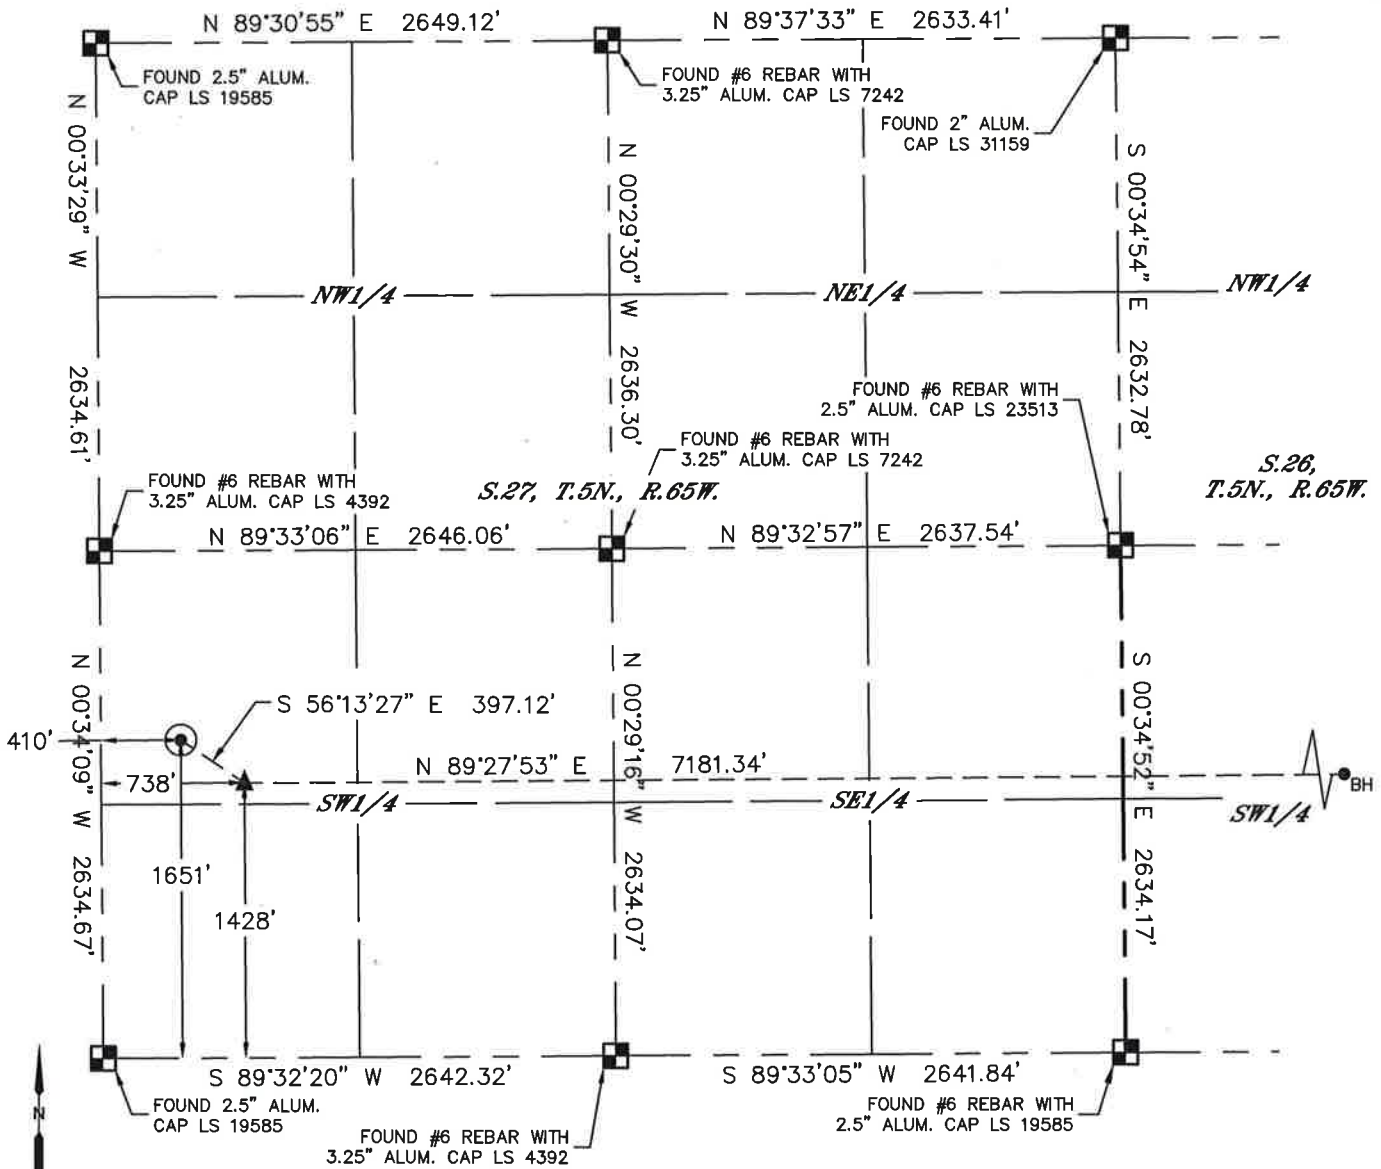 N 89°30'55" E 2649.12'
N 89°37'33" E 2633.41'
FOUND 2.5" ALUM.
CAP LS 19585
FOUND #6 REBAR WITH
3.25" ALUM. CAP LS 7242
FOUND 2" ALUM.
CAP LS 31159
N 00°33'29" W 2634.61'
N 00°29'30" W 2636.30'
S 00°34'54" E 2632.78'
NW1/4
NE1/4
NW1/4
FOUND #6 REBAR WITH
2.5" ALUM. CAP LS 23513
FOUND #6 REBAR WITH
3.25" ALUM. CAP LS 7242
FOUND #6 REBAR WITH
3.25" ALUM. CAP LS 4392
S.27, T.5N., R.65W.
S.26,
T.5N., R.65W.
N 89°33'06" E 2646.06'
N 89°32'57" E 2637.54'
N 00°34'09" W 2634.67'
N 00°29'16" W 2634.07'
S 00°34'52" E 2634.17'
S 56°13'27" E 397.12'
410'
N 89°27'53" E 7181.34'
738'
BH
SW1/4
SE1/4
SW1/4
1651'
1428'
S 89°32'20" W 2642.32'
S 89°33'05" W 2641.84'
FOUND 2.5" ALUM.
CAP LS 19585
FOUND #6 REBAR WITH
3.25" ALUM. CAP LS 4392
FOUND #6 REBAR WITH
2.5" ALUM. CAP LS 19585
N